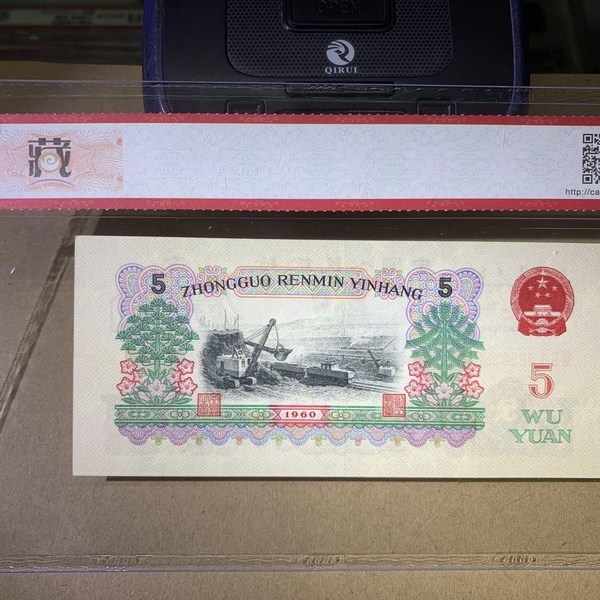 OPEN
QIRUI
藏
http://ca
5
5
ZHONGGUO RENMIN YINHANG
1960
5
WU
YUAN